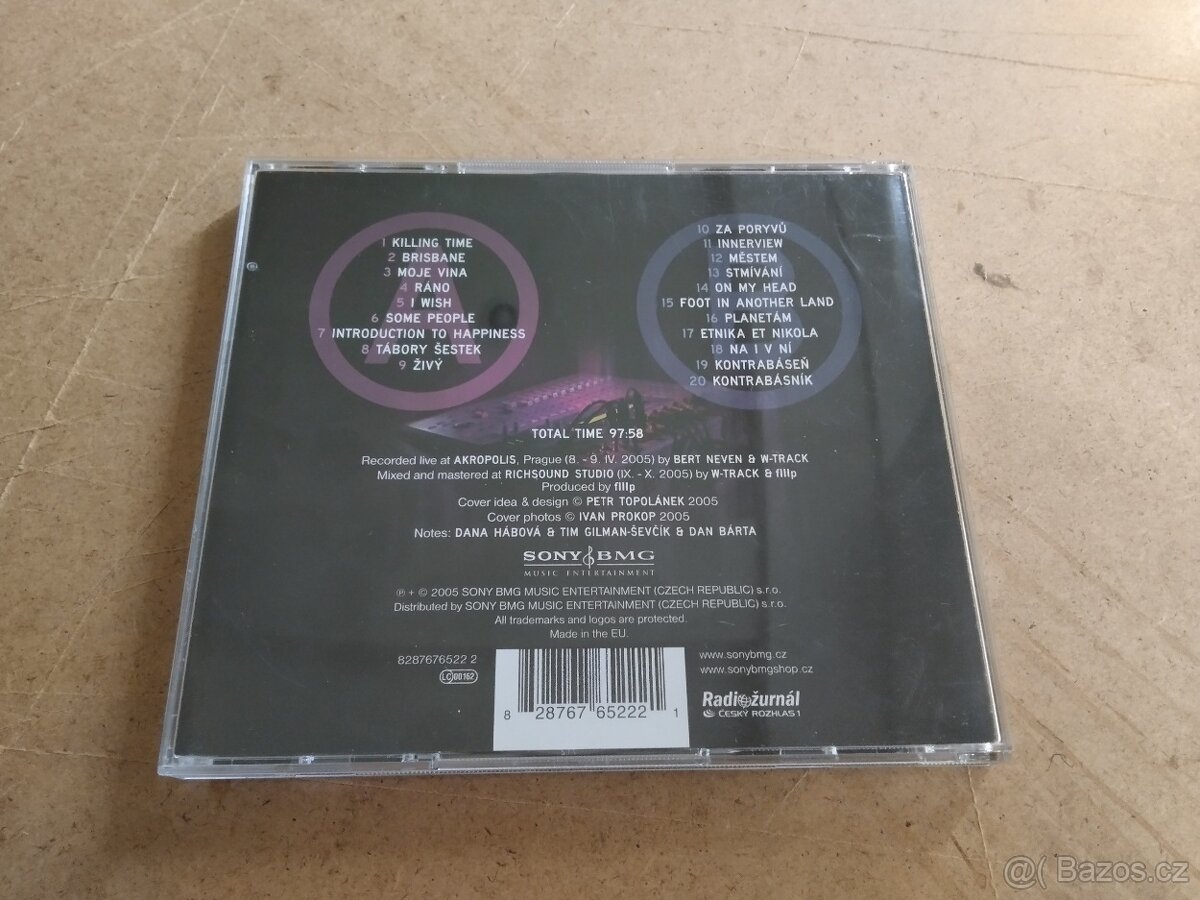 1 KILLING TIME
2 BRISBANE
3 MOJE VINA
4 RÁNO
5 I WISH
6 SOME PEOPLE
7 INTRODUCTION TO HAPPINESS
8 TÁBORY ŠESTEK
9 ŽIVÝ
A
10 ZA PORYVŮ
11 INNERVIEW
12 MĚSTEM
13 STMÍVÁNÍ
14 ON MY HEAD
15 FOOT IN ANOTHER LAND
16 PLANETÁM
17 ETNIKA ET NIKOLA
18 NA I V NÍ
19 KONTRABÁSEŇ
20 KONTRABÁSNÍK
B
TOTAL TIME 97:58
Recorded live at AKROPOLIS, Prague (8. - 9. IV. 2005) by BERT NEVEN & W-TRACK
Mixed and mastered at RICHSOUND STUDIO (IX. - X. 2005) by W-TRACK & fillp
Produced by fillp
Cover idea & design © PETR TOPOLÁNEK 2005
Cover photos © IVAN PROKOP 2005
Notes: DANA HÁBOVÁ & TIM GILMAN-ŠEVČÍK & DAN BÁRTA
SONY BMG
MUSIC ENTERTAINMENT
℗ + © 2005 SONY BMG MUSIC ENTERTAINMENT (CZECH REPUBLIC) s.r.o.
Distributed by SONY BMG MUSIC ENTERTAINMENT (CZECH REPUBLIC) s.r.o.
All trademarks and logos are protected.
Made in the EU.
8287676522 2
LC 00162
8 28767 65222 1
www.sonybmg.cz
www.sonybmgshop.cz
Radiožurnál
ČESKÝ ROZHLAS 1
@( Bazos.cz